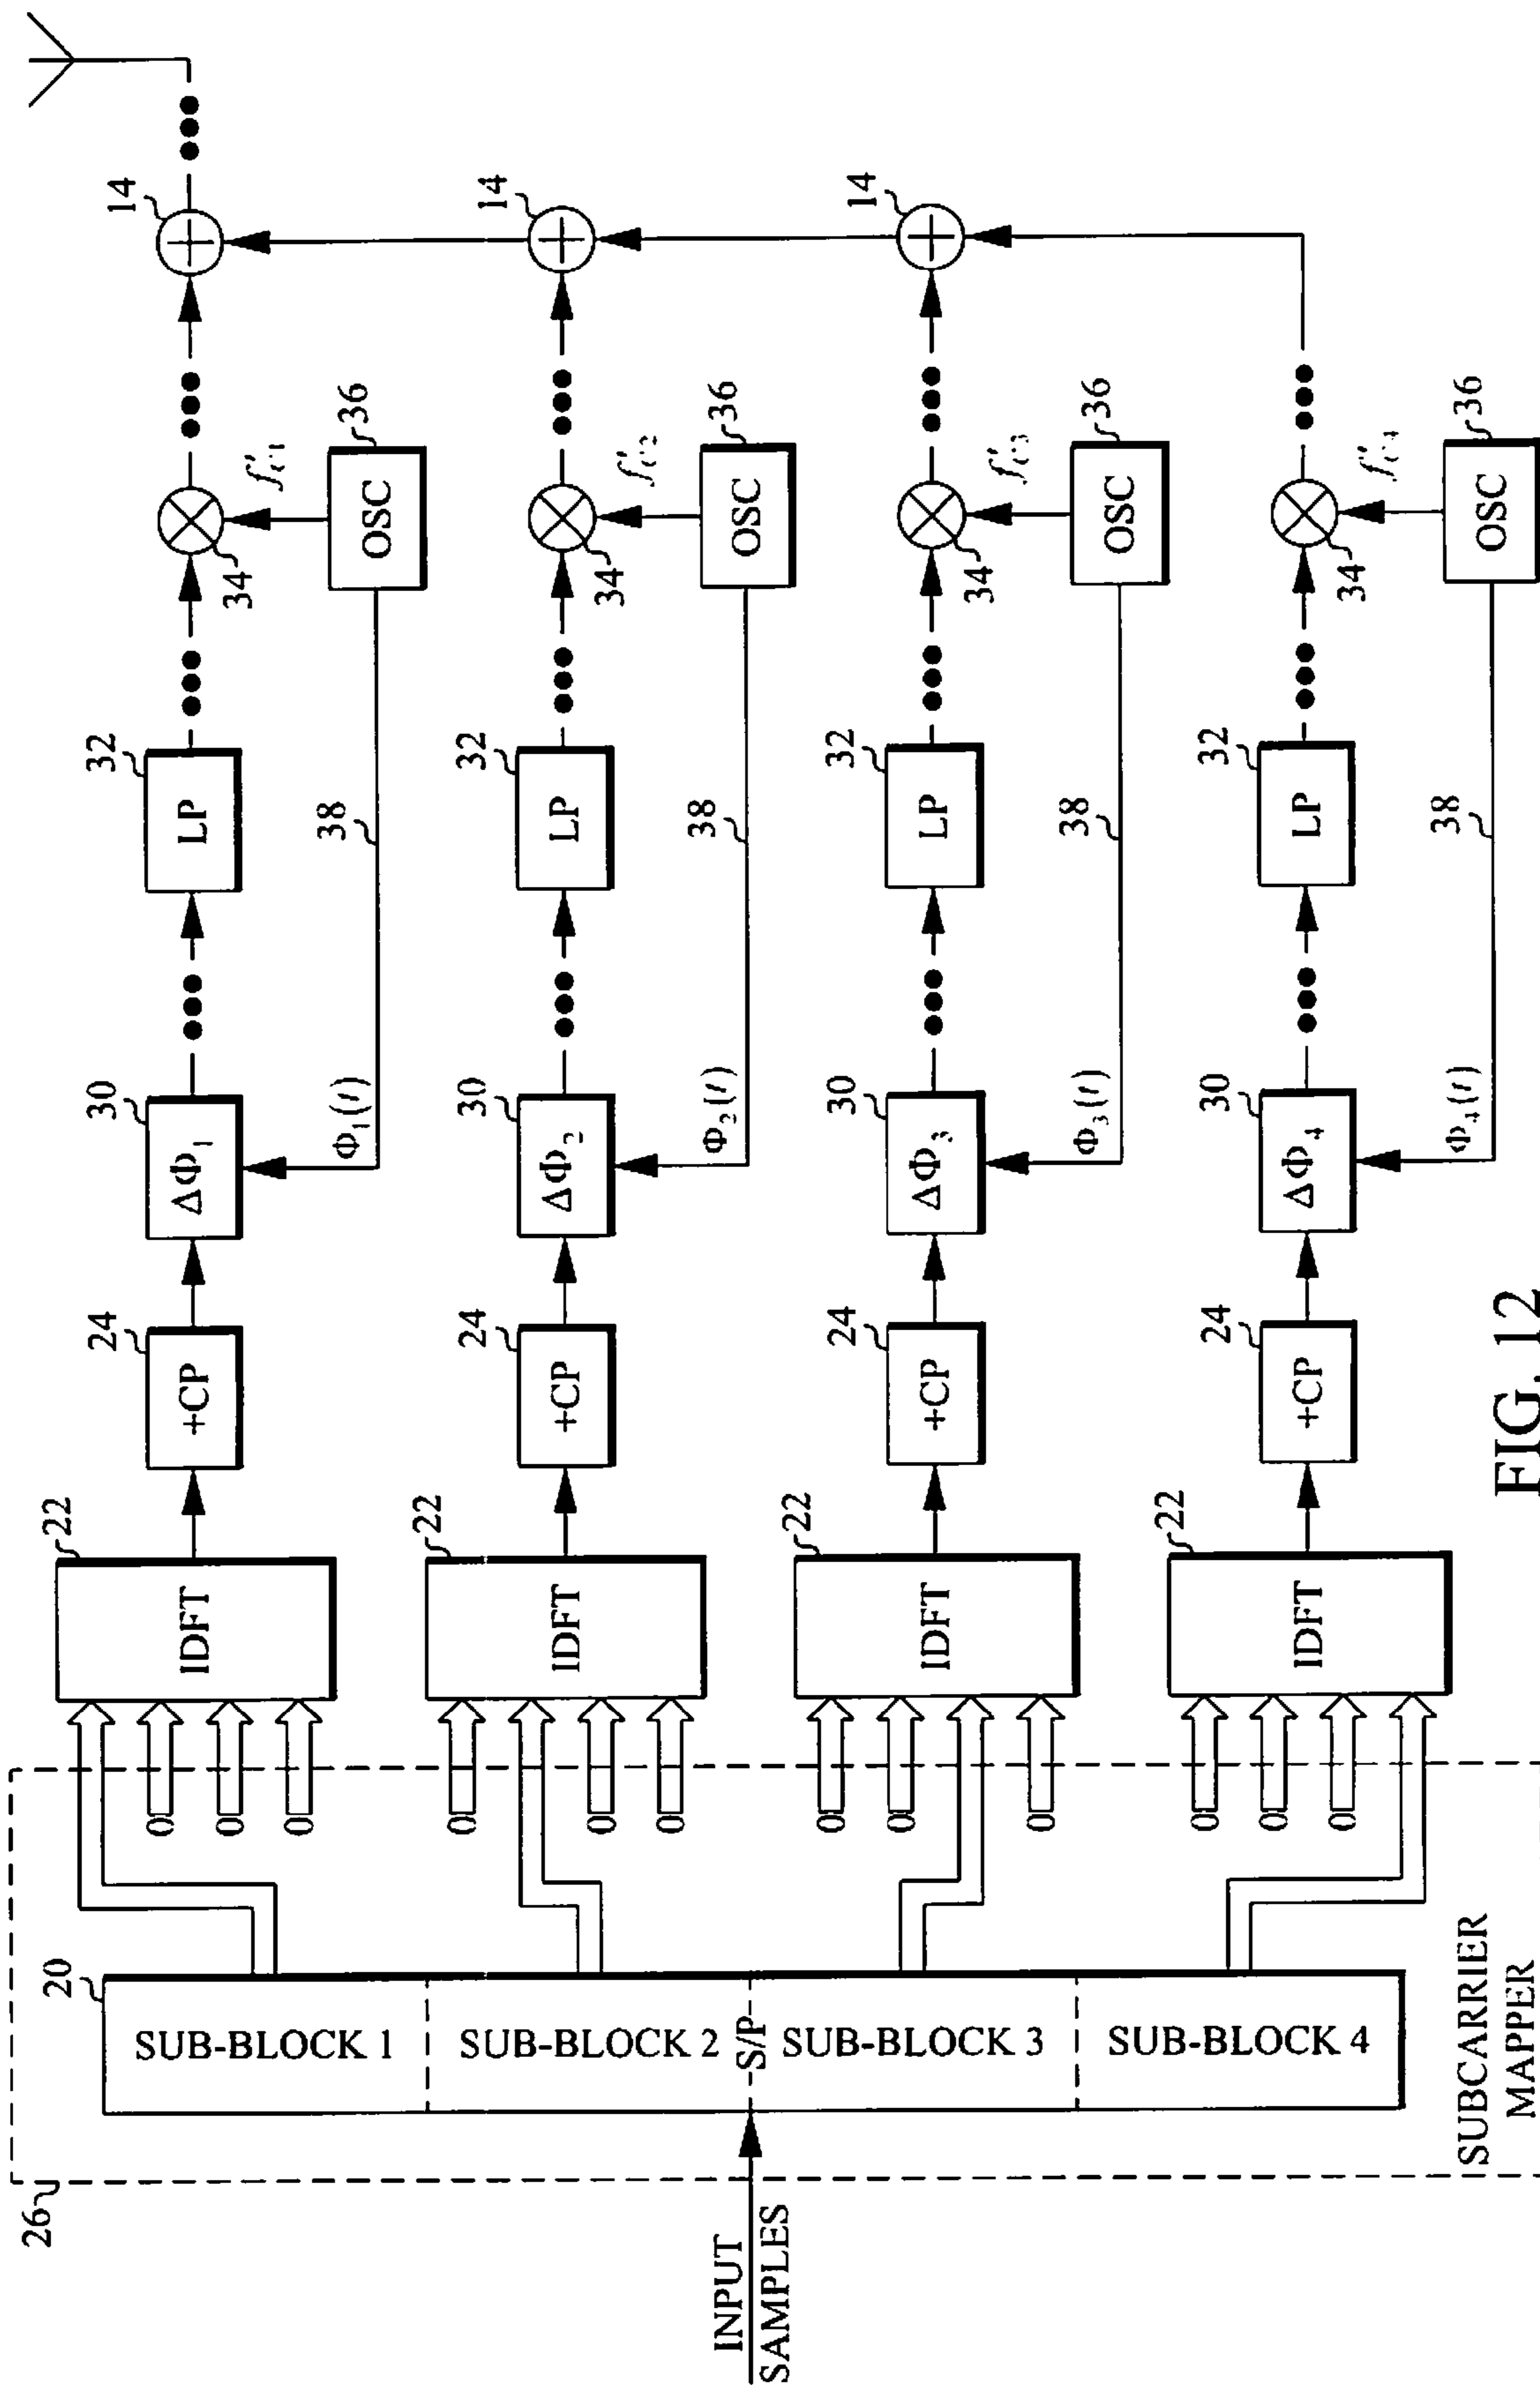 26
INPUT
SAMPLES
20
SUB-BLOCK 1
SUB-BLOCK 2
S/P
SUB-BLOCK 3
SUB-BLOCK 4
SUBCARRIER
MAPPER
0
0
0
22
IDFT
24
+CP
30
ΔΦ₁
Φ₁(t)
32
LP
38
34
f'C1
36
OSC
14
0
0
0
22
IDFT
24
+CP
30
ΔΦ₂
Φ₂(t)
32
LP
38
34
f'C2
36
OSC
14
0
0
0
22
IDFT
24
+CP
30
ΔΦ₃
Φ₃(t)
32
LP
38
34
f'C3
36
OSC
14
0
0
0
22
IDFT
24
+CP
30
ΔΦ₄
Φ₄(t)
32
LP
38
34
f'C4
36
OSC
FIG. 12